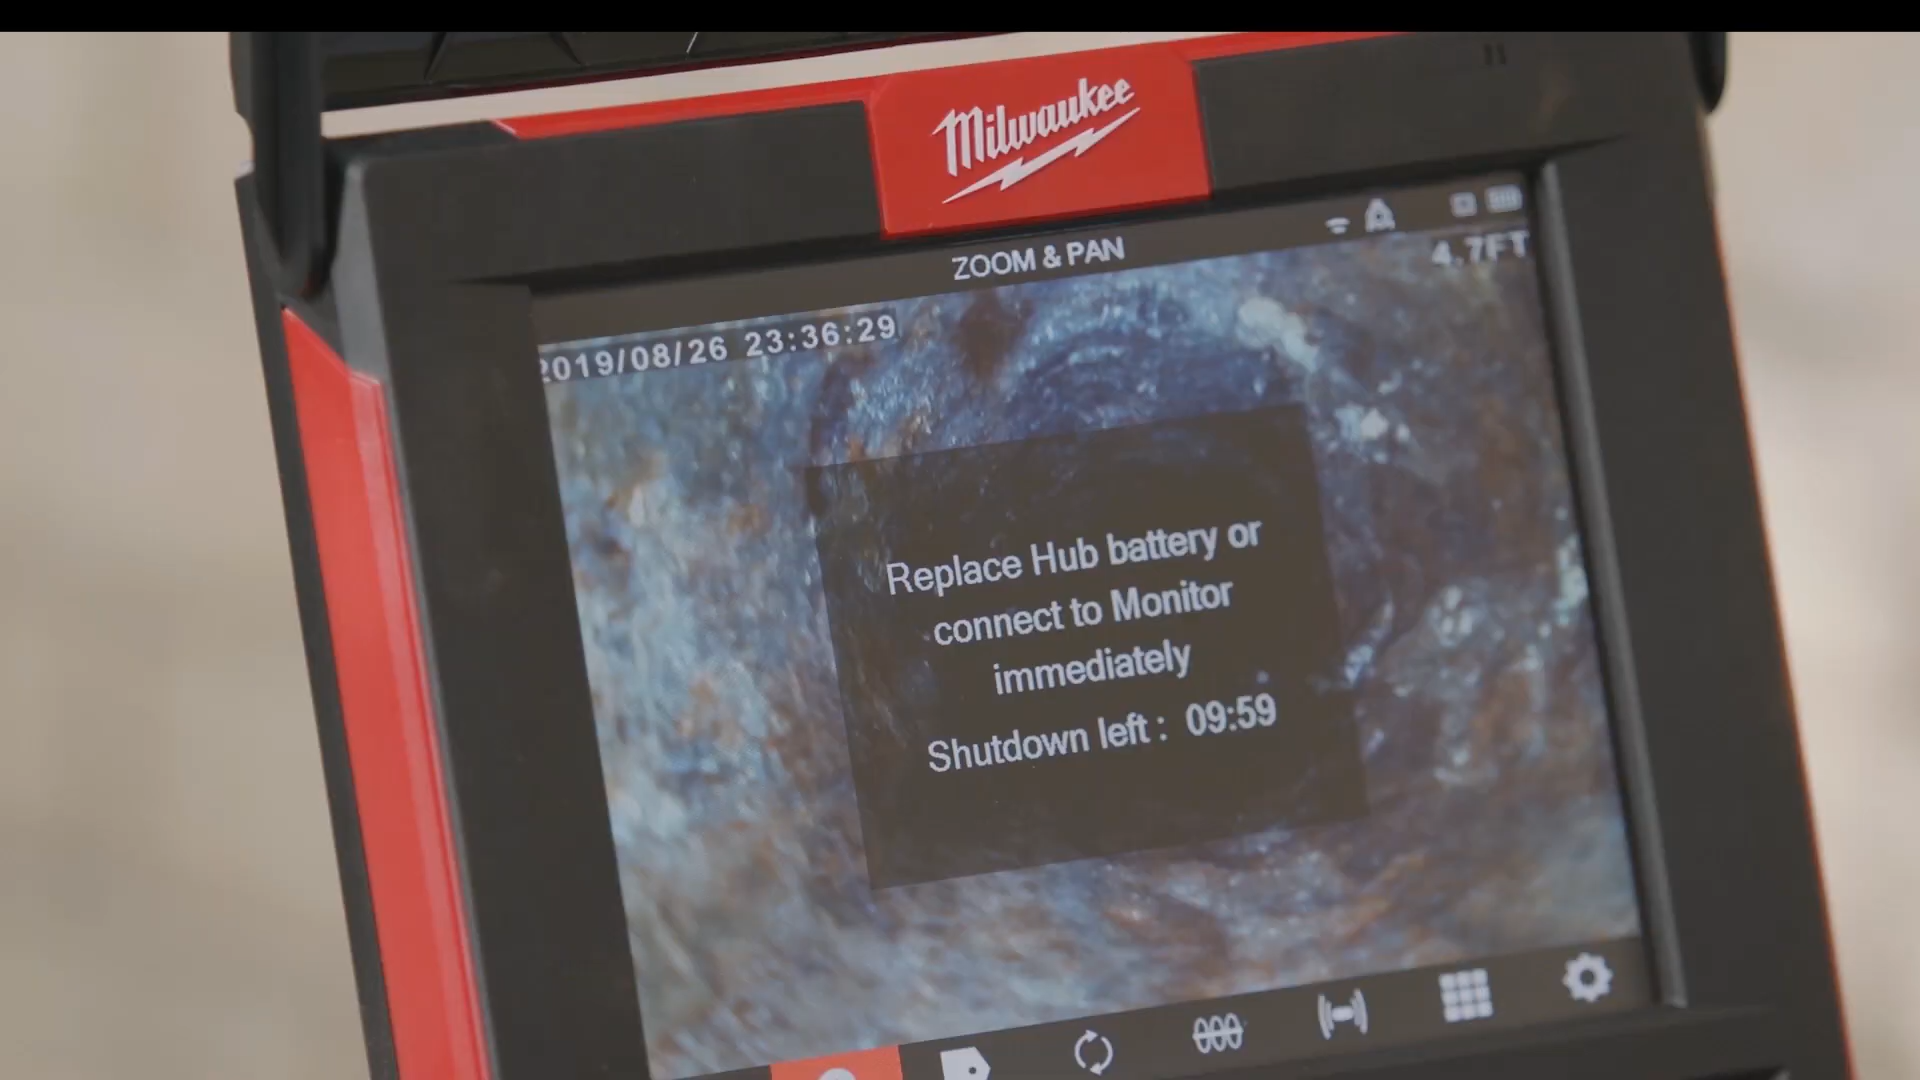 Milwaukee
ZOOM & PAN
4.7FT
2019/08/26 23:36:29
Replace Hub battery or
connect to Monitor
immediately
Shutdown left : 09:59